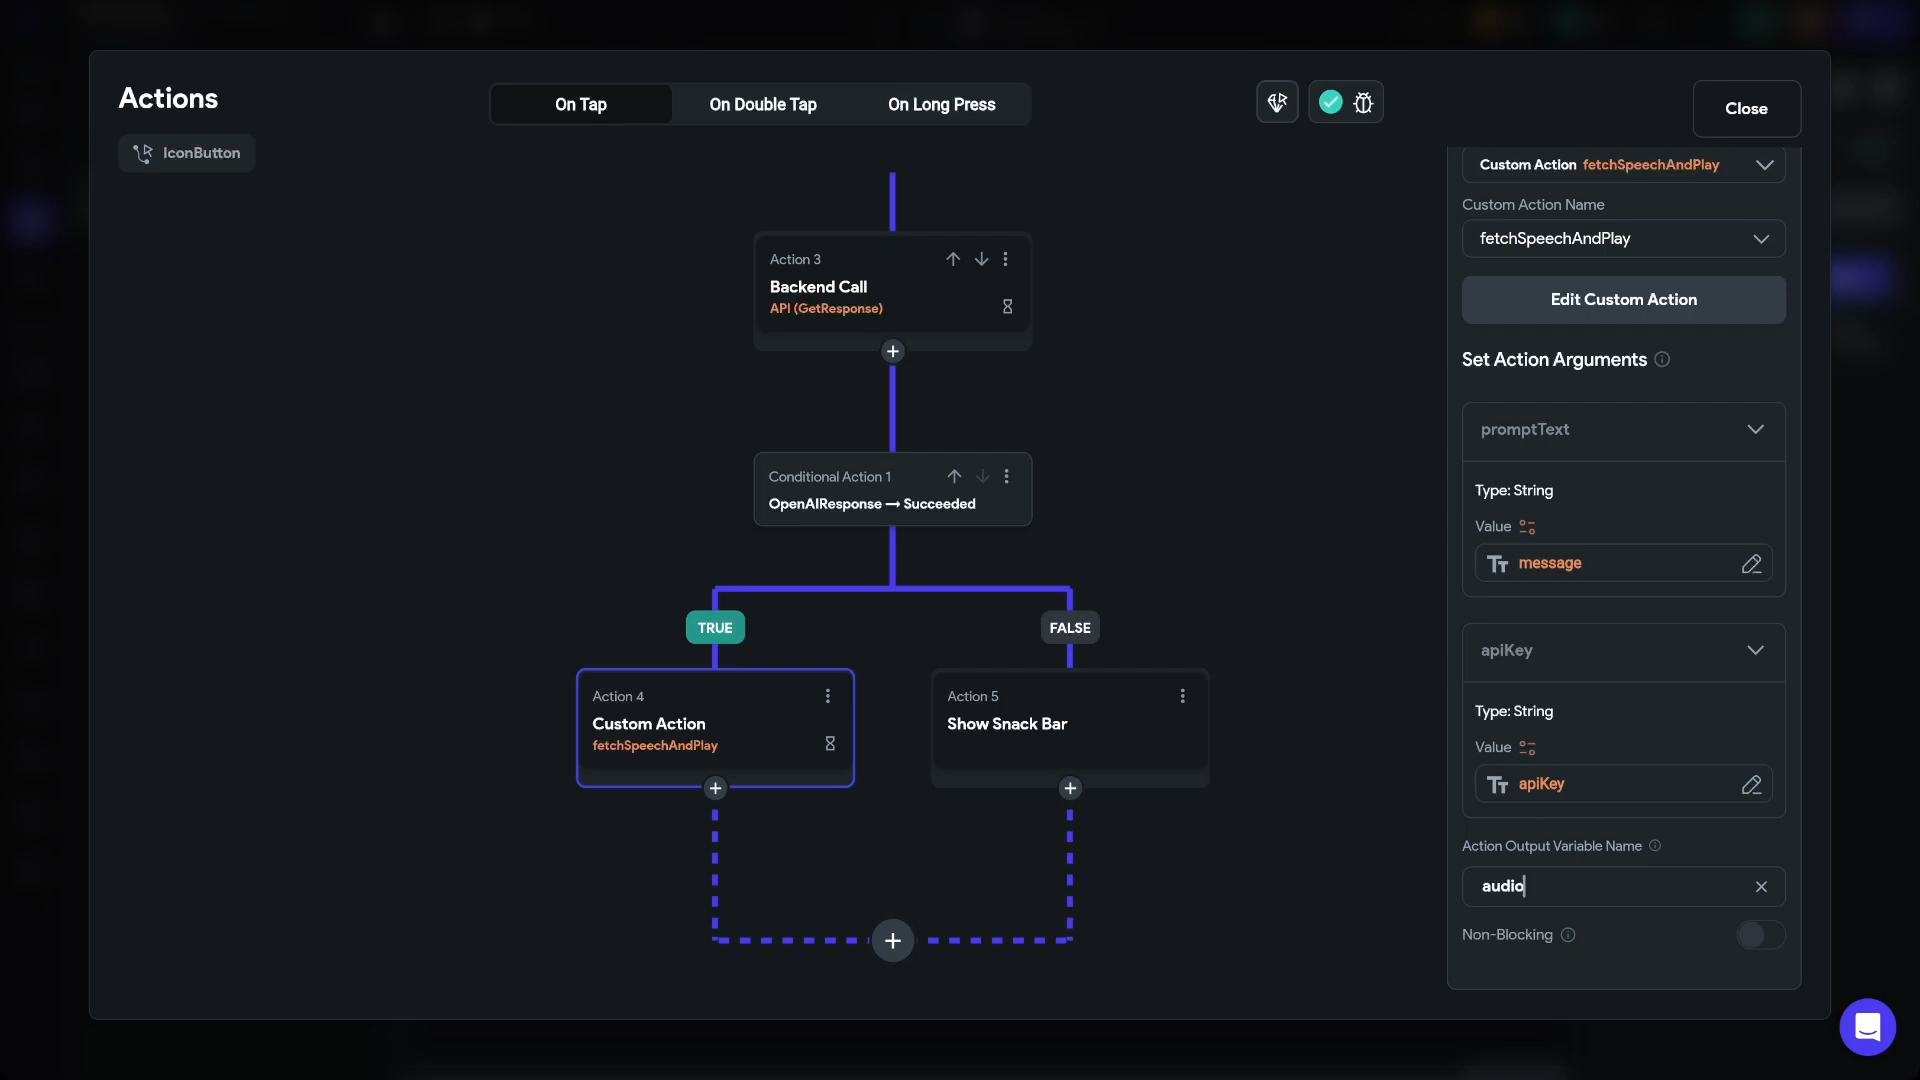 Actions
On Tap
On Double Tap
On Long Press
Close
IconButton
Action 3
Backend Call
API (GetResponse)
Conditional Action 1
OpenAIResponse → Succeeded
TRUE
FALSE
Action 4
Custom Action
fetchSpeechAndPlay
Action 5
Show Snack Bar
Custom Action fetchSpeechAndPlay
Custom Action Name
fetchSpeechAndPlay
Edit Custom Action
Set Action Arguments
promptText
Type: String
Value
message
apiKey
Type: String
Value
apiKey
Action Output Variable Name
audio
Non-Blocking